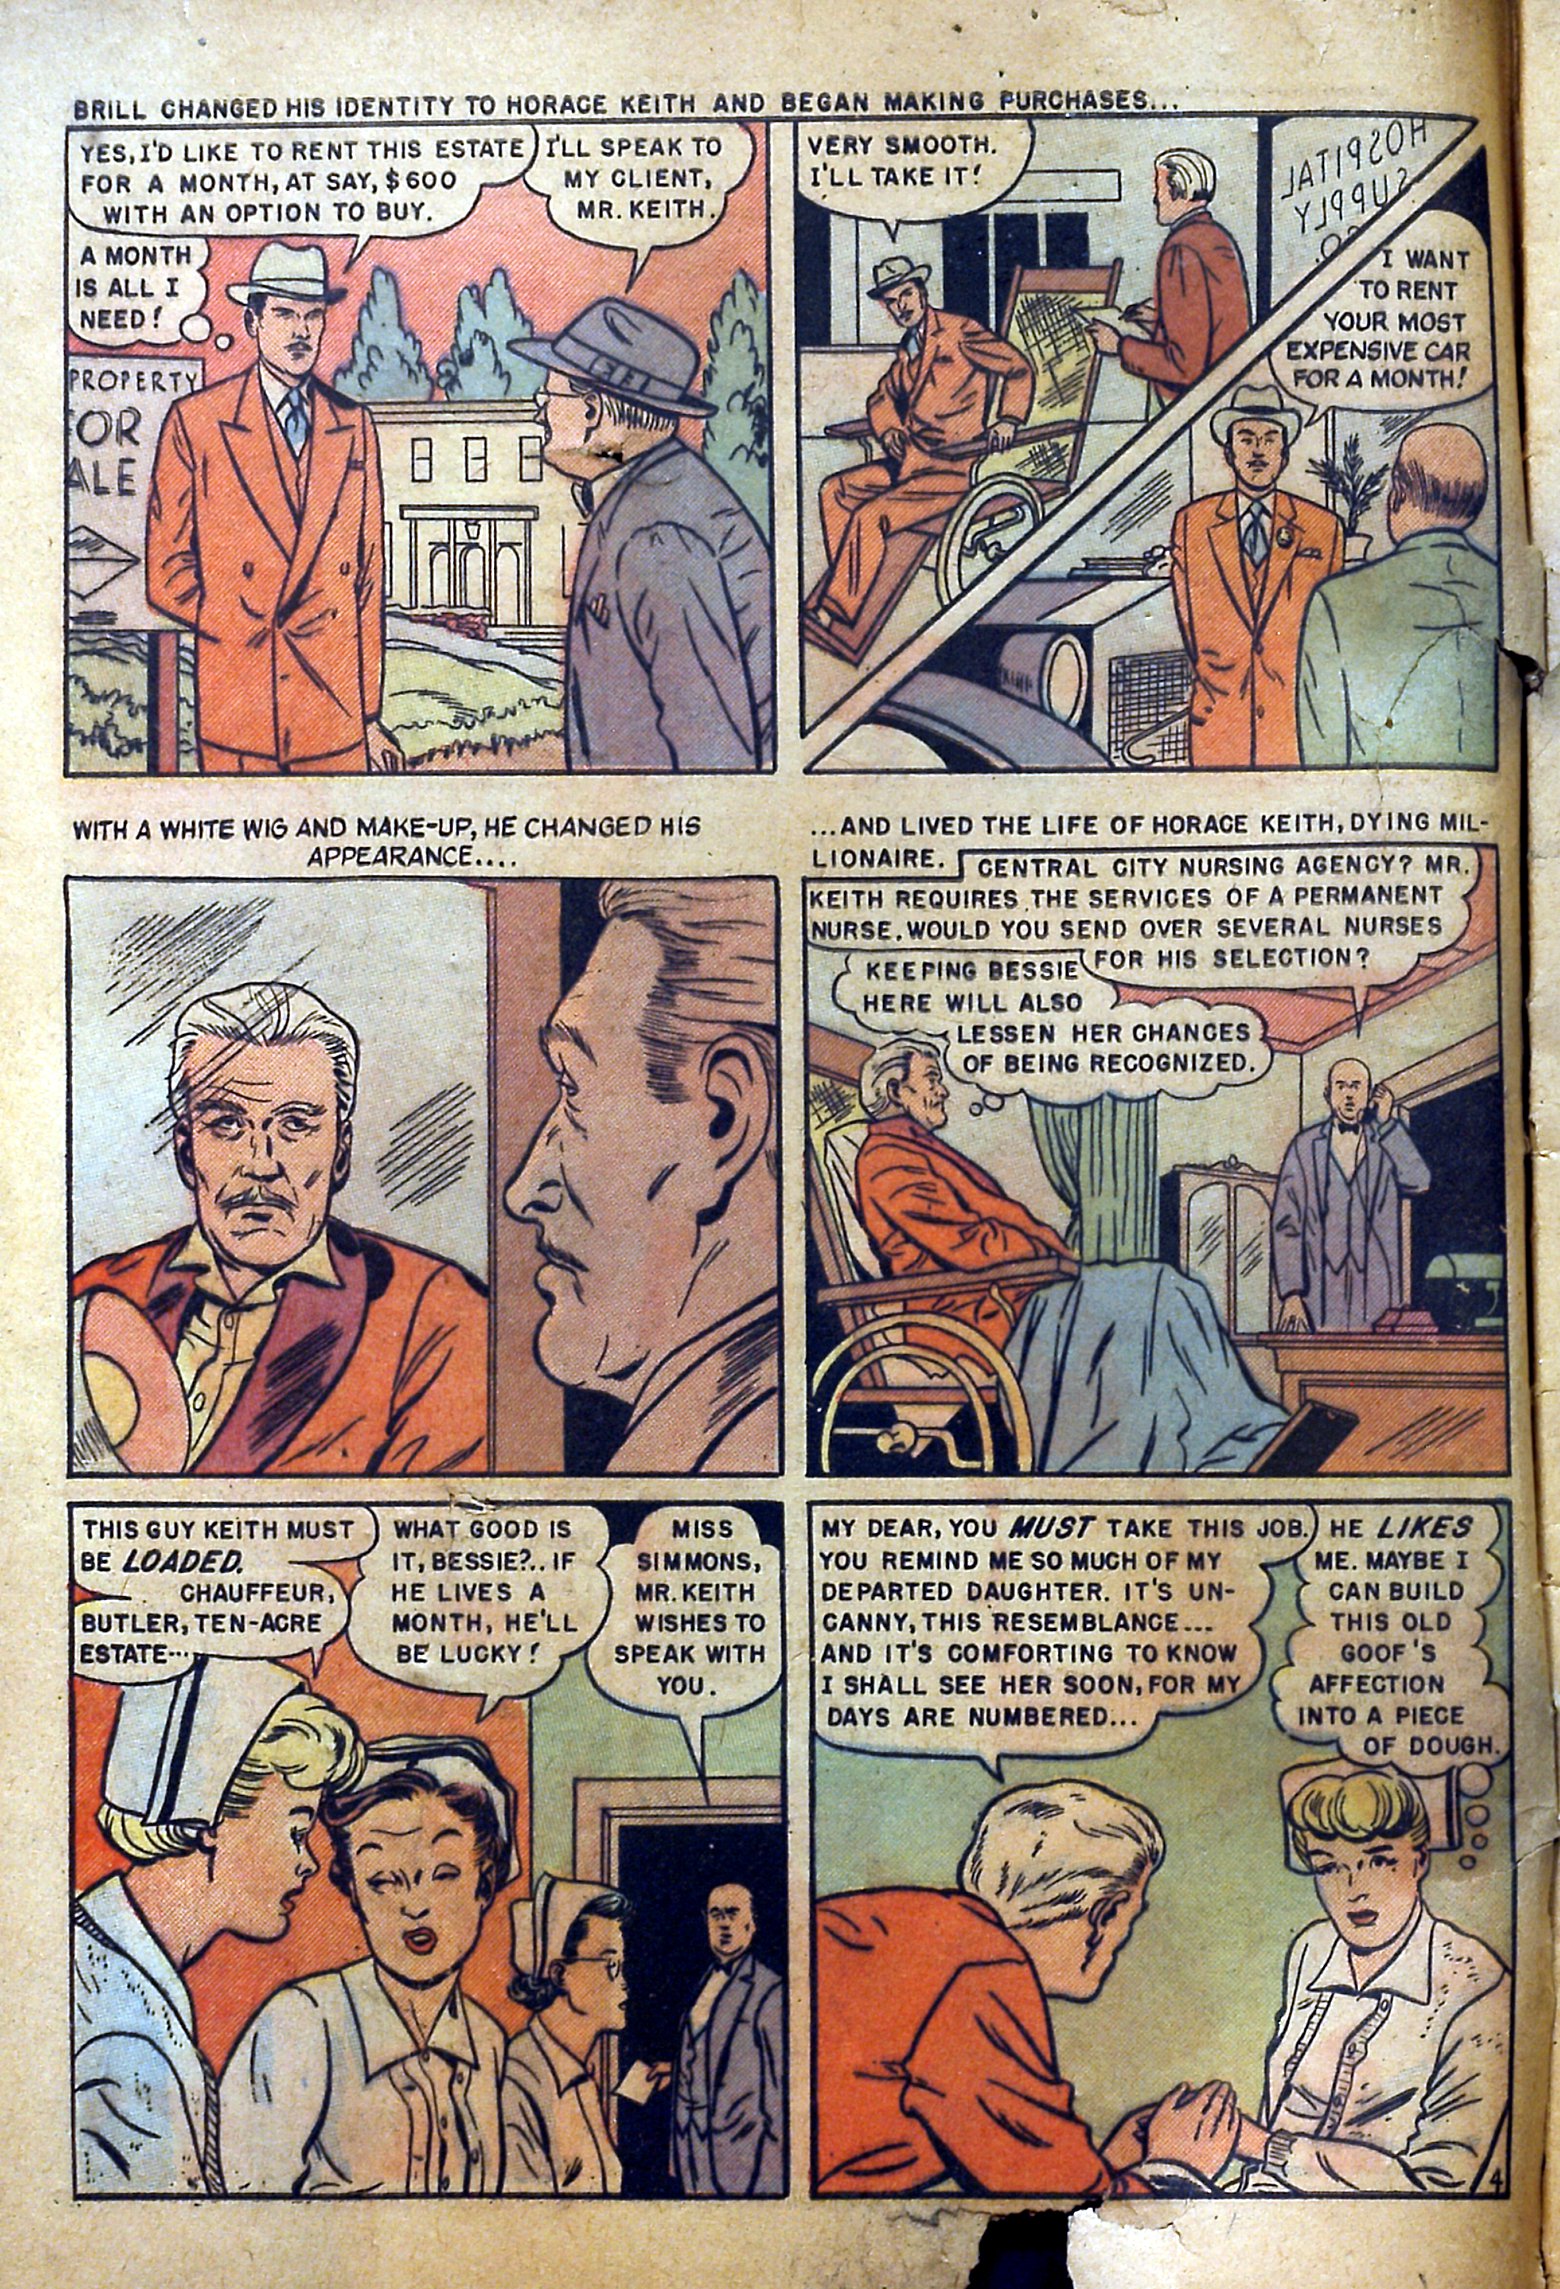 BRILL CHANGED HIS IDENTITY TO HORACE KEITH AND BEGAN MAKING PURCHASES...
YES, I'D LIKE TO RENT THIS ESTATE
FOR A MONTH, AT SAY, $600
WITH AN OPTION TO BUY.
I'LL SPEAK TO
MY CLIENT,
MR. KEITH.
A MONTH
IS ALL I
NEED!
PROPERTY
FOR
ALE
VERY SMOOTH.
I'LL TAKE IT!
HOSPITAL
SUPPLY
CO.
I WANT
TO RENT
YOUR MOST
EXPENSIVE CAR
FOR A MONTH!
WITH A WHITE WIG AND MAKE-UP, HE CHANGED HIS
APPEARANCE....
...AND LIVED THE LIFE OF HORACE KEITH, DYING MIL-
LIONAIRE.
CENTRAL CITY NURSING AGENCY? MR.
KEITH REQUIRES THE SERVICES OF A PERMANENT
NURSE. WOULD YOU SEND OVER SEVERAL NURSES
FOR HIS SELECTION?
KEEPING BESSIE
HERE WILL ALSO
LESSEN HER CHANCES
OF BEING RECOGNIZED.
THIS GUY KEITH MUST
BE LOADED.
CHAUFFEUR,
BUTLER, TEN-ACRE
ESTATE...
WHAT GOOD IS
IT, BESSIE?.. IF
HE LIVES A
MONTH, HE'LL
BE LUCKY!
MISS
SIMMONS,
MR. KEITH
WISHES TO
SPEAK WITH
YOU.
MY DEAR, YOU MUST TAKE THIS JOB.
YOU REMIND ME SO MUCH OF MY
DEPARTED DAUGHTER. IT'S UN-
CANNY, THIS RESEMBLANCE...
AND IT'S COMFORTING TO KNOW
I SHALL SEE HER SOON, FOR MY
DAYS ARE NUMBERED...
HE LIKES
ME. MAYBE I
CAN BUILD
THIS OLD
GOOF'S
AFFECTION
INTO A PIECE
OF DOUGH.
4